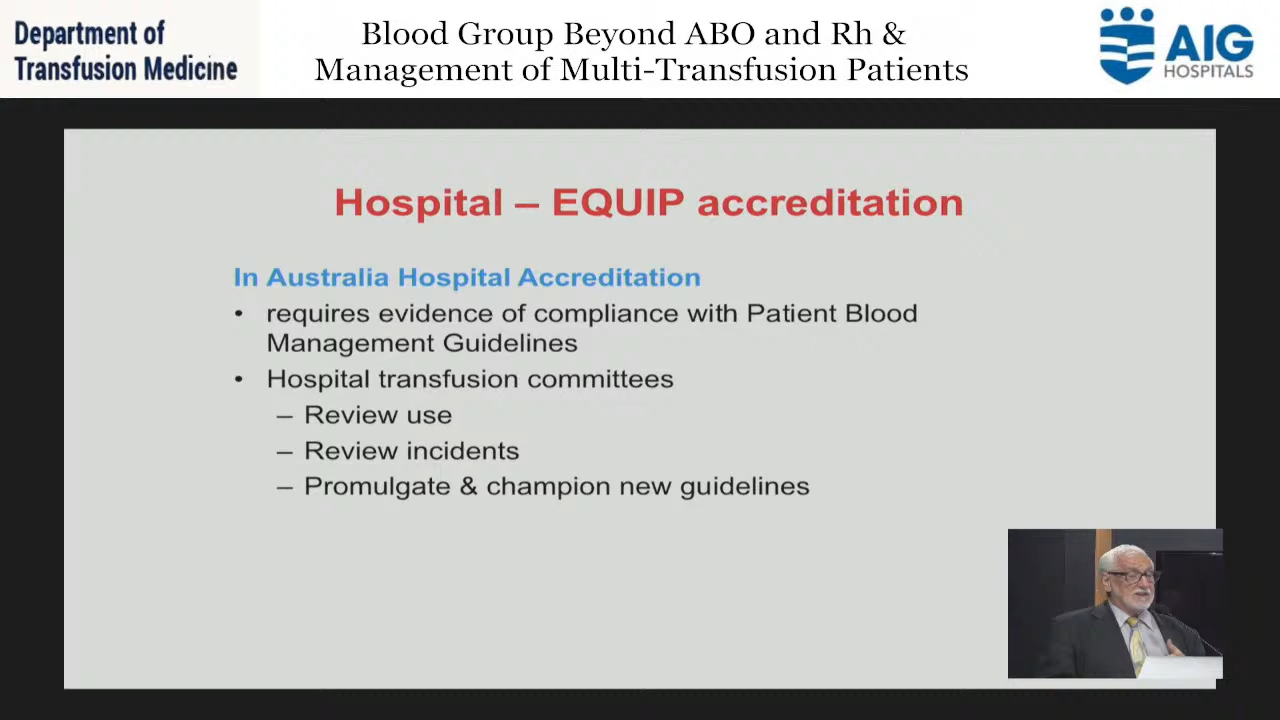 Department of
Transfusion Medicine
Blood Group Beyond ABO and Rh &
Management of Multi-Transfusion Patients
AIG
HOSPITALS
Hospital – EQUIP accreditation
In Australia Hospital Accreditation
• requires evidence of compliance with Patient Blood
Management Guidelines
• Hospital transfusion committees
– Review use
– Review incidents
– Promulgate & champion new guidelines